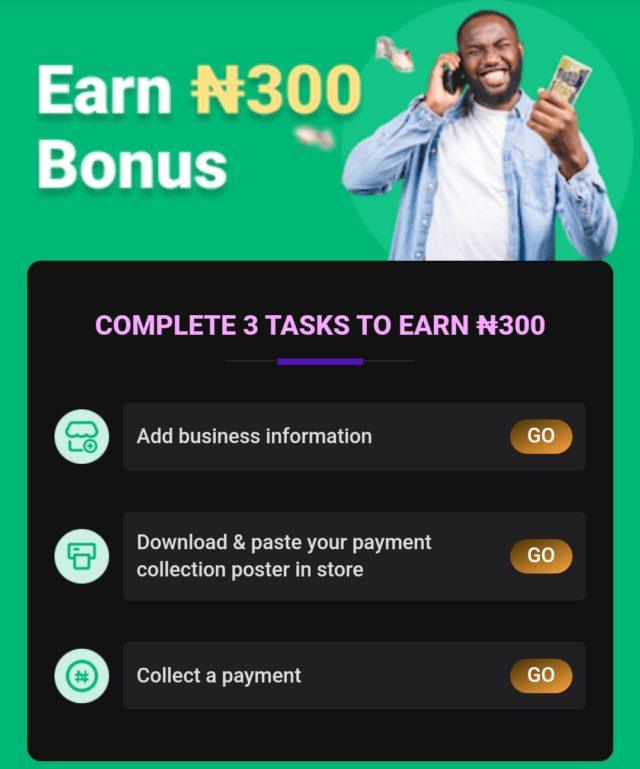 Earn ₦300
Bonus
COMPLETE 3 TASKS TO EARN ₦300
Add business information
GO
Download & paste your payment
collection poster in store
GO
₦
Collect a payment
GO